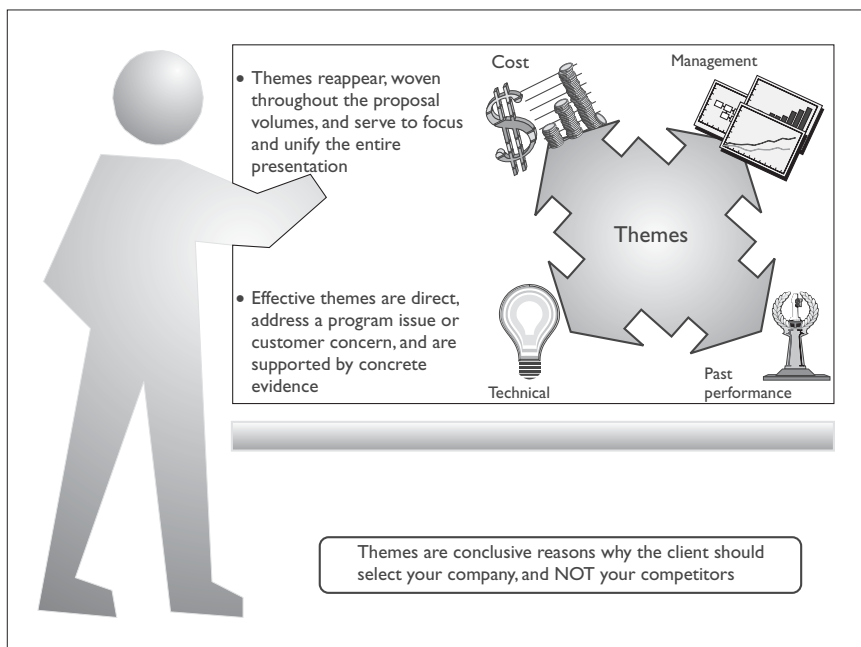 • Themes reappear, woven
throughout the proposal
volumes, and serve to focus
and unify the entire
presentation
• Effective themes are direct,
address a program issue or
customer concern, and are
supported by concrete
evidence
Cost
Management
Themes
Technical
Past
performance
Themes are conclusive reasons why the client should
select your company, and NOT your competitors